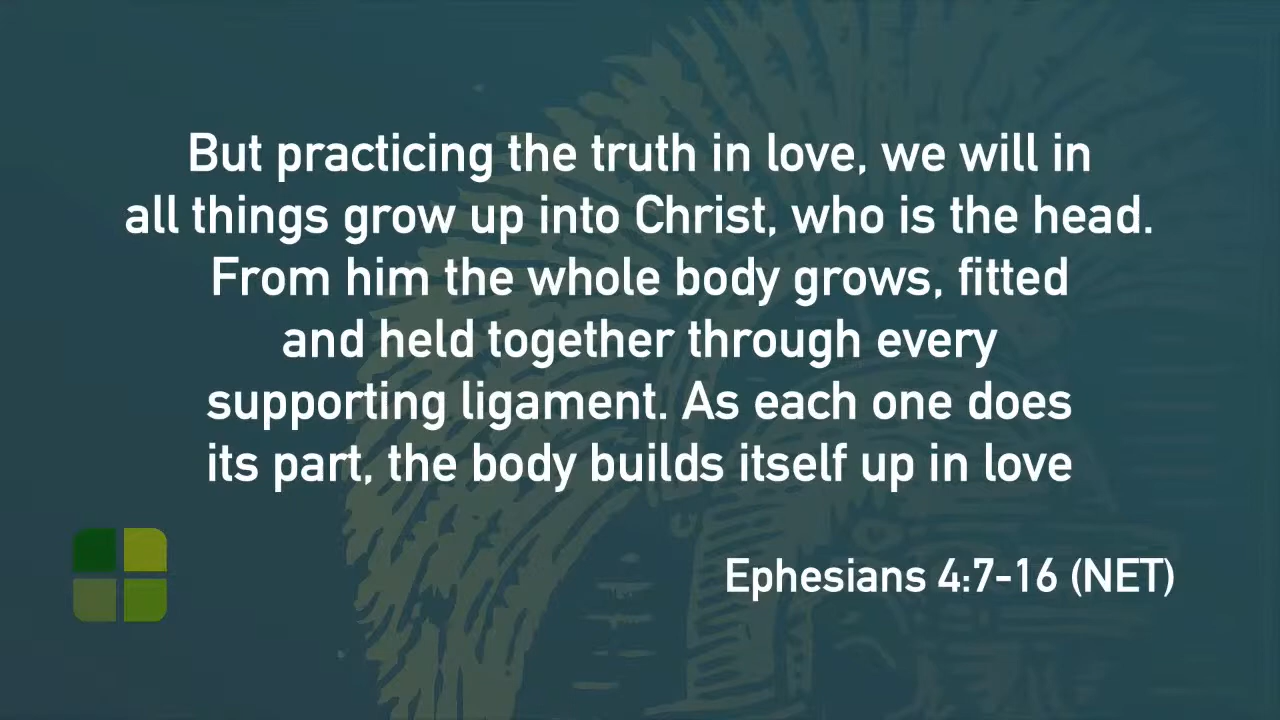 But practicing the truth in love, we will in
all things grow up into Christ, who is the head.
From him the whole body grows, fitted
and held together through every
supporting ligament. As each one does
its part, the body builds itself up in love
Ephesians 4:7-16 (NET)